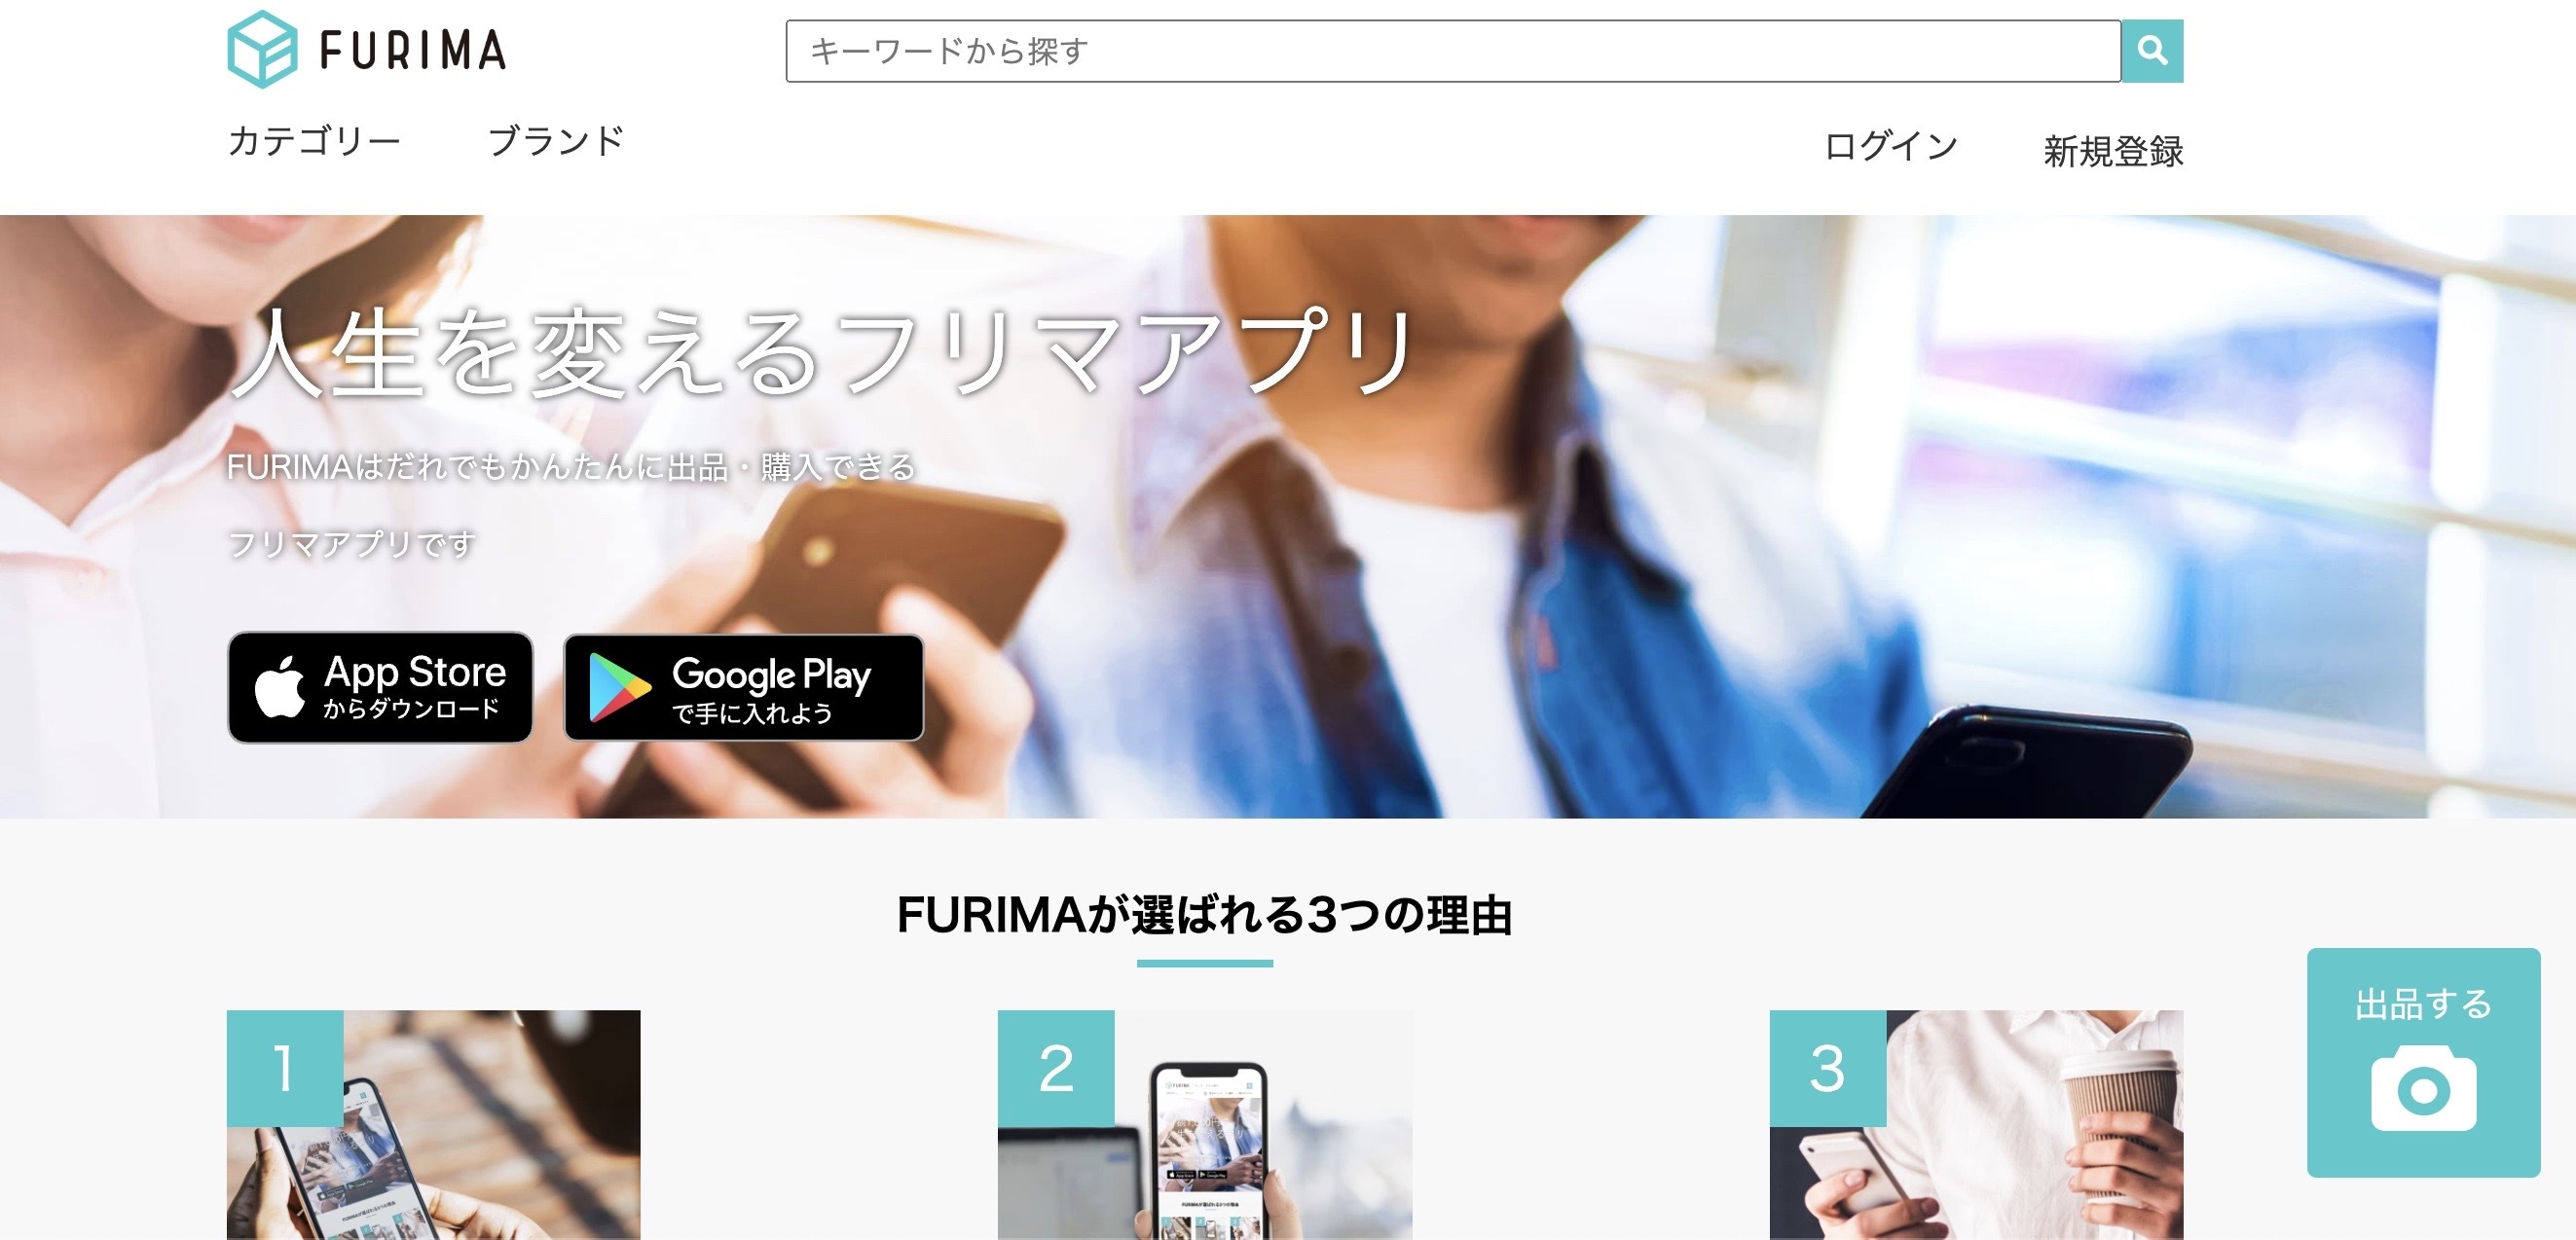 FURIMA
キーワードから探す
カテゴリー ブランド
ログイン 新規登録
人生を変えるフリマアプリ
FURIMAはだれでもかんたんに出品・購入できる
フリマアプリです
App Store
からダウンロード
Google Play
で手に入れよう
FURIMAが選ばれる3つの理由
1
2
3
出品する